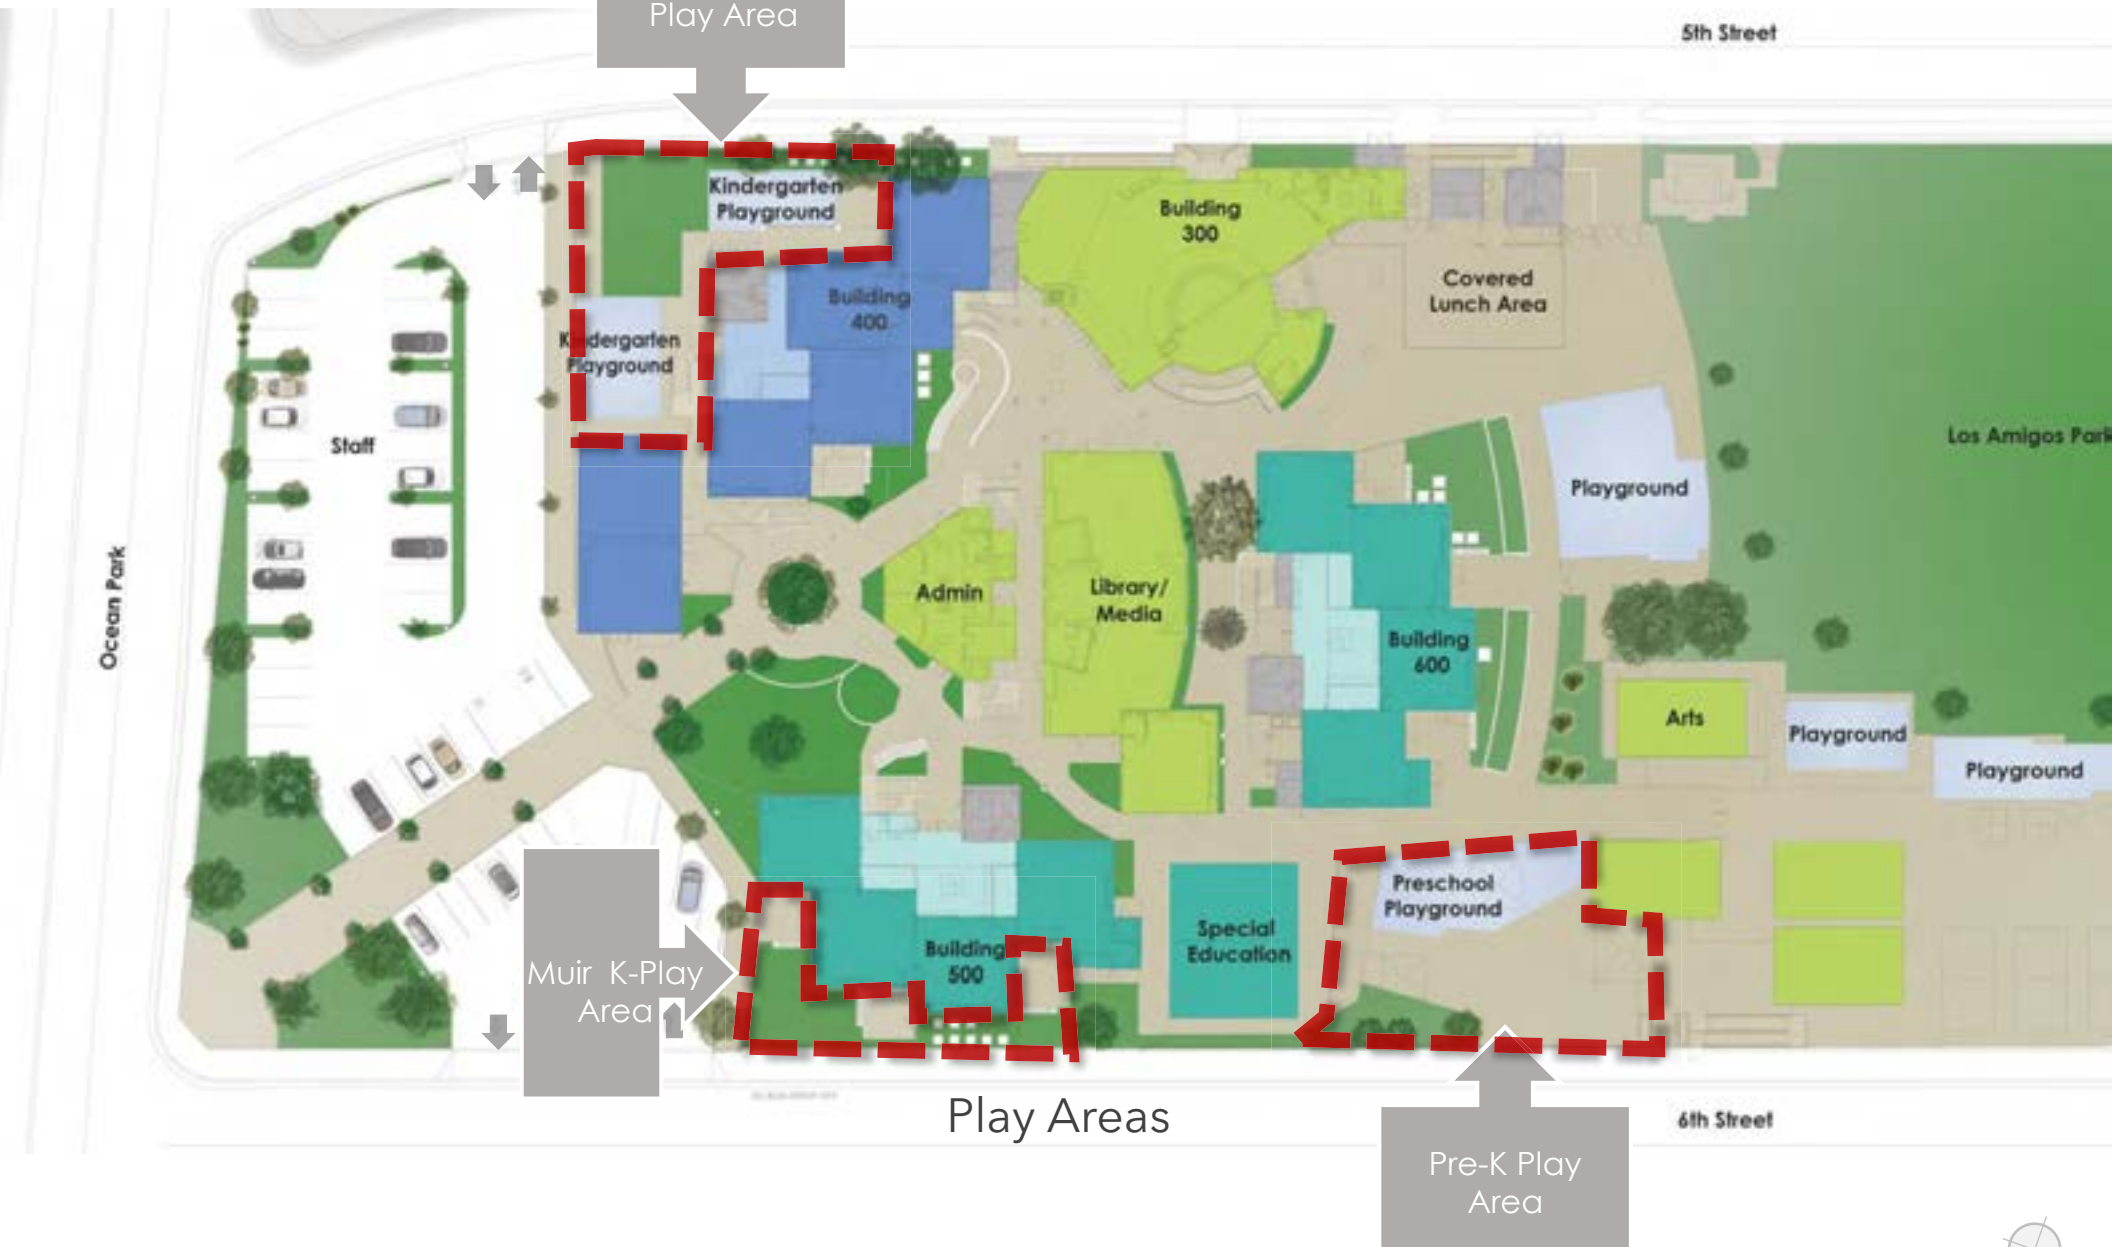 Play Area
5th Street
Kindergarten
Playground
Building
300
Covered
Lunch Area
Building
400
Kindergarten
Playground
Staff
Los Amigos Park
Playground
Ocean Park
Admin
Library/
Media
Building
600
Arts
Playground
Playground
Preschool
Playground
Special
Education
Building
500
Muir K-Play
Area
Play Areas
6th Street
Pre-K Play
Area